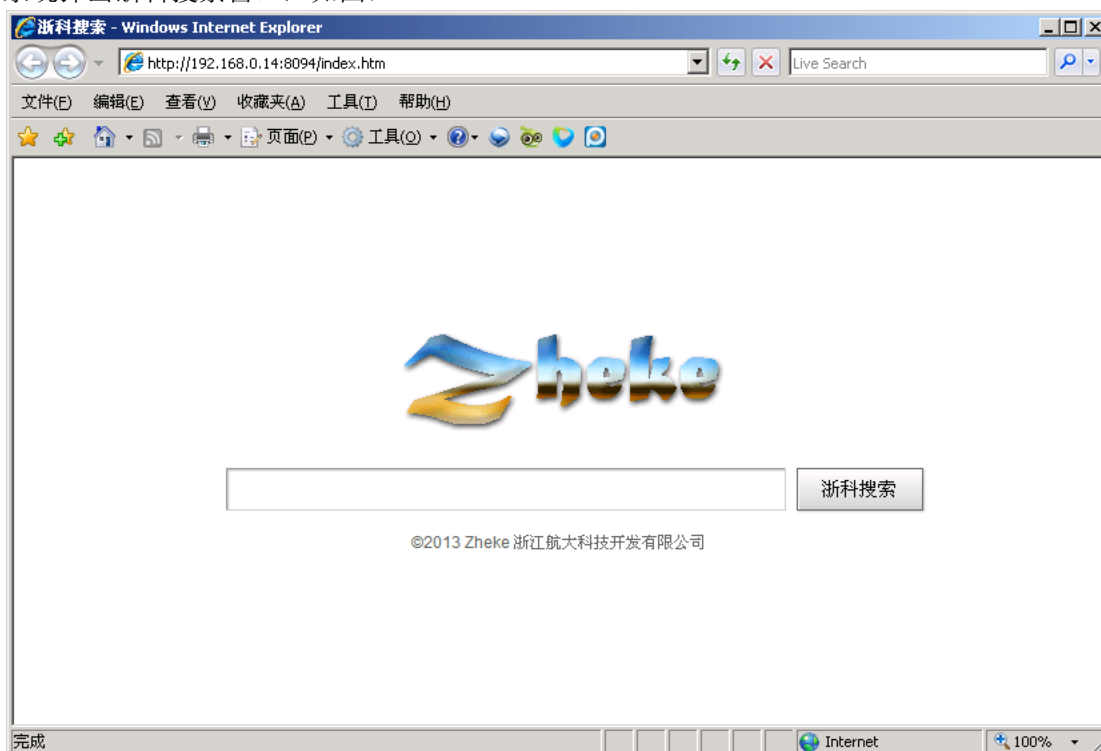 浙科搜索 - Windows Internet Explorer
http://192.168.0.14:8094/index.htm
Live Search
文件(F) 编辑(E) 查看(V) 收藏夹(A) 工具(T) 帮助(H)
页面(P) 工具(O)
Zheke
浙科搜索
©2013 Zheke 浙江航大科技开发有限公司
完成 Internet 100%